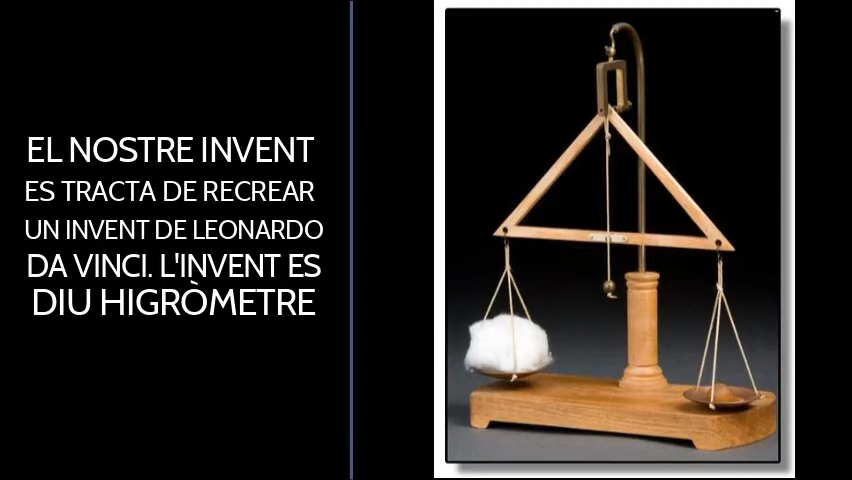 EL NOSTRE INVENT
ES TRACTA DE RECREAR
UN INVENT DE LEONARDO
DA VINCI. L'INVENT ES
DIU HIGRÒMETRE